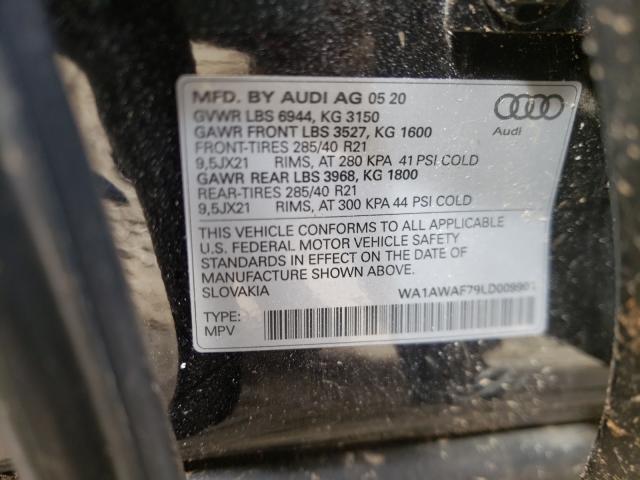 MFD. BY AUDI AG 05 20
GVWR LBS 6944, KG 3150
GAWR FRONT LBS 3527, KG 1600
FRONT-TIRES 285/40 R21
9,5JX21 RIMS, AT 280 KPA 41 PSI COLD
GAWR REAR LBS 3968, KG 1800
REAR-TIRES 285/40 R21
9,5JX21 RIMS, AT 300 KPA 44 PSI COLD
Audi
THIS VEHICLE CONFORMS TO ALL APPLICABLE
U.S. FEDERAL MOTOR VEHICLE SAFETY
STANDARDS IN EFFECT ON THE DATE OF
MANUFACTURE SHOWN ABOVE.
SLOVAKIA WA1AWAF79LD009901
TYPE:
MPV